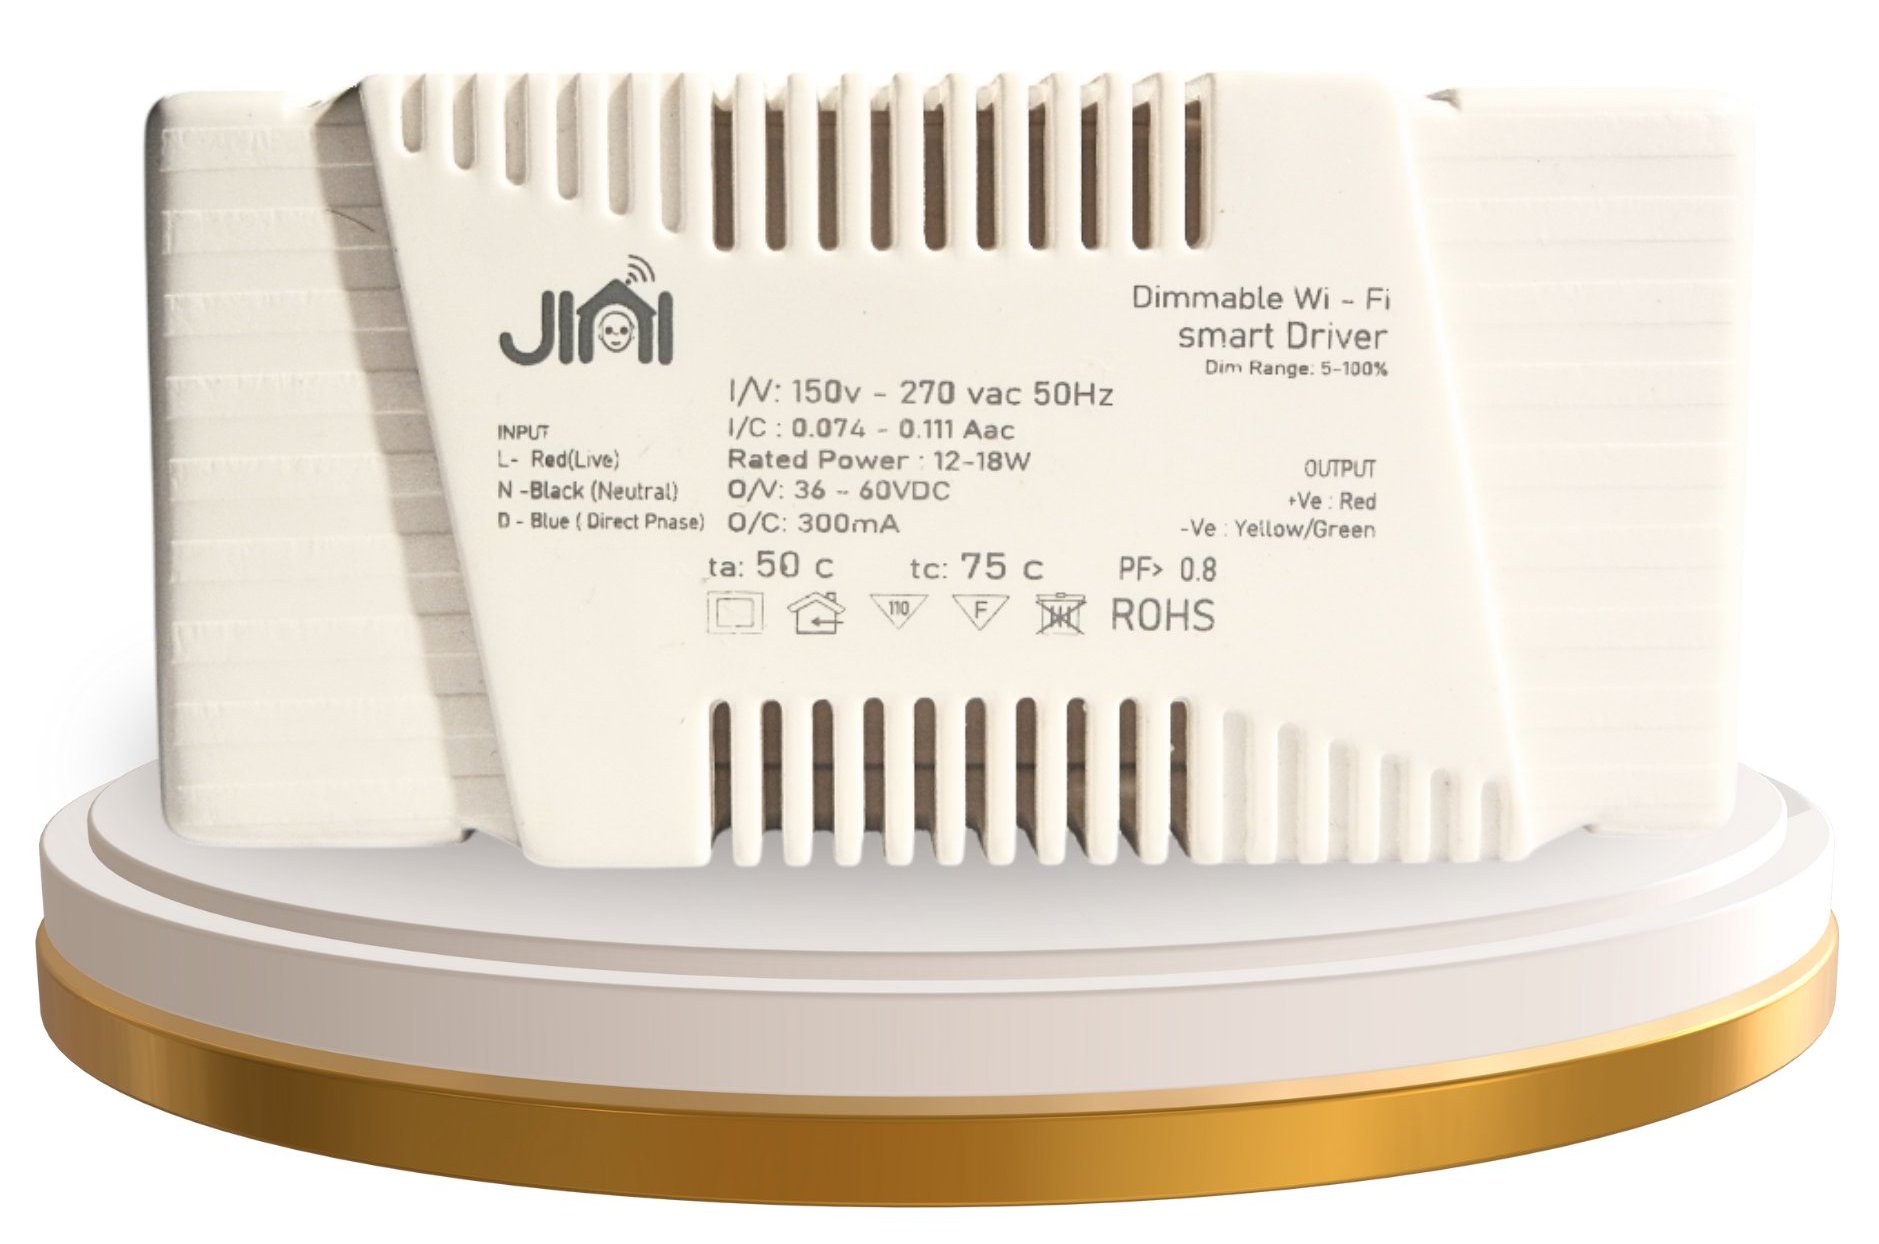 JIMI
Dimmable Wi - Fi
smart Driver
Dim Range: 5-100%
I/V: 150v - 270 vac 50Hz
I/C : 0.074 - 0.111 Aac
Rated Power : 12-18W
O/V: 36 - 60VDC
O/C: 300mA
INPUT
L- Red(Live)
N -Black (Neutral)
D - Blue ( Direct Phase)
OUTPUT
+Ve : Red
-Ve : Yellow/Green
ta: 50 c tc: 75 c PF> 0.8
110 F ROHS